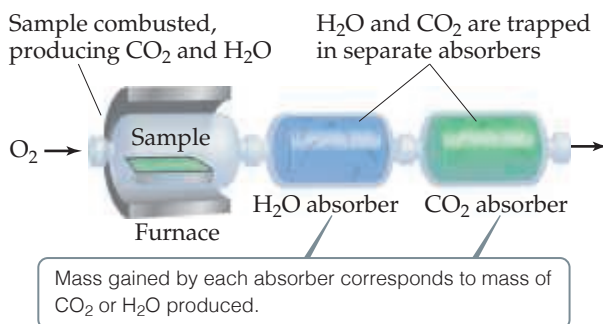 Sample combusted,
producing CO₂ and H₂O
H₂O and CO₂ are trapped
in separate absorbers
O₂
Sample
H₂O absorber
CO₂ absorber
Furnace
Mass gained by each absorber corresponds to mass of
CO₂ or H₂O produced.